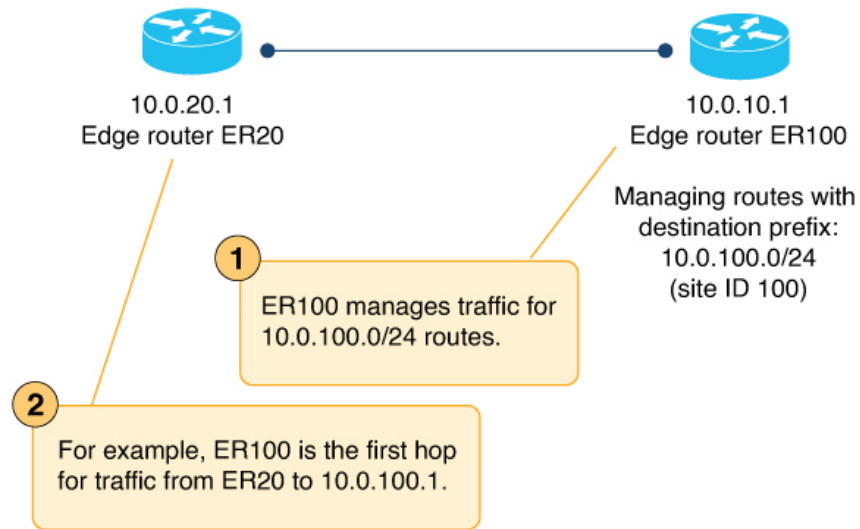 10.0.20.1
Edge router ER20
10.0.10.1
Edge router ER100
Managing routes with
destination prefix:
10.0.100.0/24
(site ID 100)
1
ER100 manages traffic for
10.0.100.0/24 routes.
2
For example, ER100 is the first hop
for traffic from ER20 to 10.0.100.1.